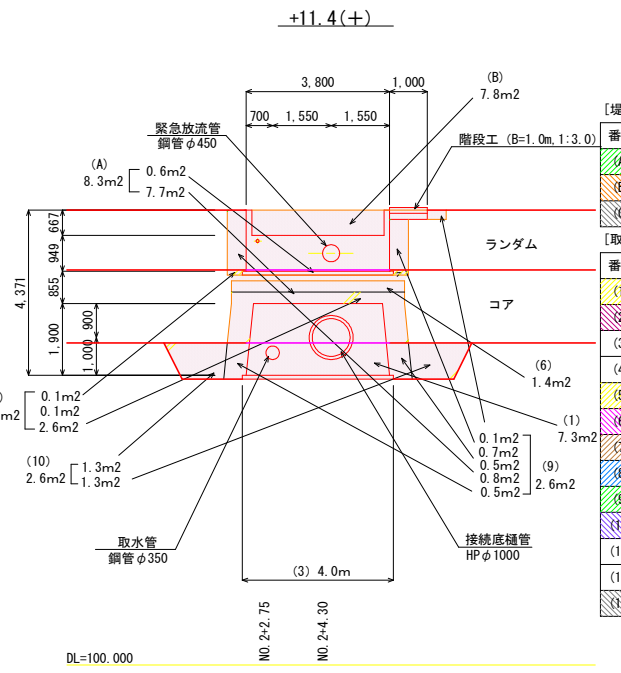 +11.4(+)
3,800
1,000
700
1,550
1,550
(B)
7.8m2
緊急放流管
鋼管φ450
階段工 (B=1.0m,1:3.0)
(A)
8.3m2
0.6m2
7.7m2
667
949
855
1,900
900
1,000
4,371
ランダム
コア
0.1m2
0.1m2
2.6m2
(10)
2.6m2
1.3m2
1.3m2
(6)
1.4m2
(1)
7.3m2
0.1m2
0.7m2
0.5m2
0.8m2
0.5m2
(9)
2.6m2
取水管
鋼管φ350
接続底樋管
HPφ1000
(3) 4.0m
NO.2+2.75
NO.2+4.30
DL=100.000
[堤
番
[取
番